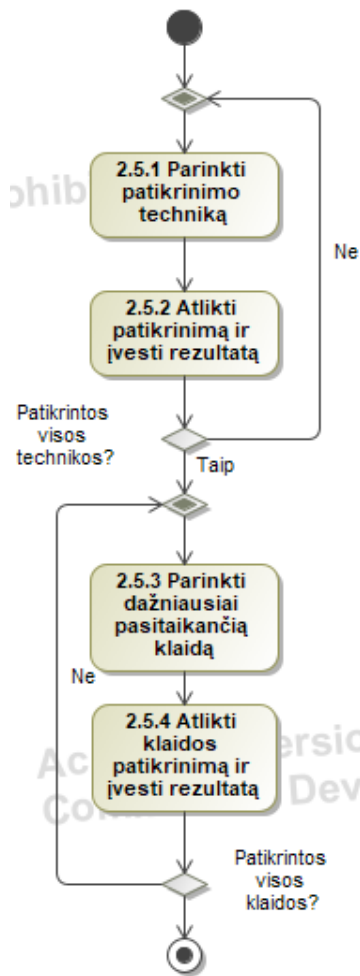 2.5.1 Parinkti
patikrinimo
techniką
Ne
2.5.2 Atlikti
patikrinimą ir
įvesti rezultatą
Patikrintos
visos
technikos?
Taip
2.5.3 Parinkti
dažniausiai
pasitaikančią
klaidą
Ne
2.5.4 Atlikti
klaidos
patikrinimą ir
įvesti rezultatą
Patikrintos
visos
klaidos?